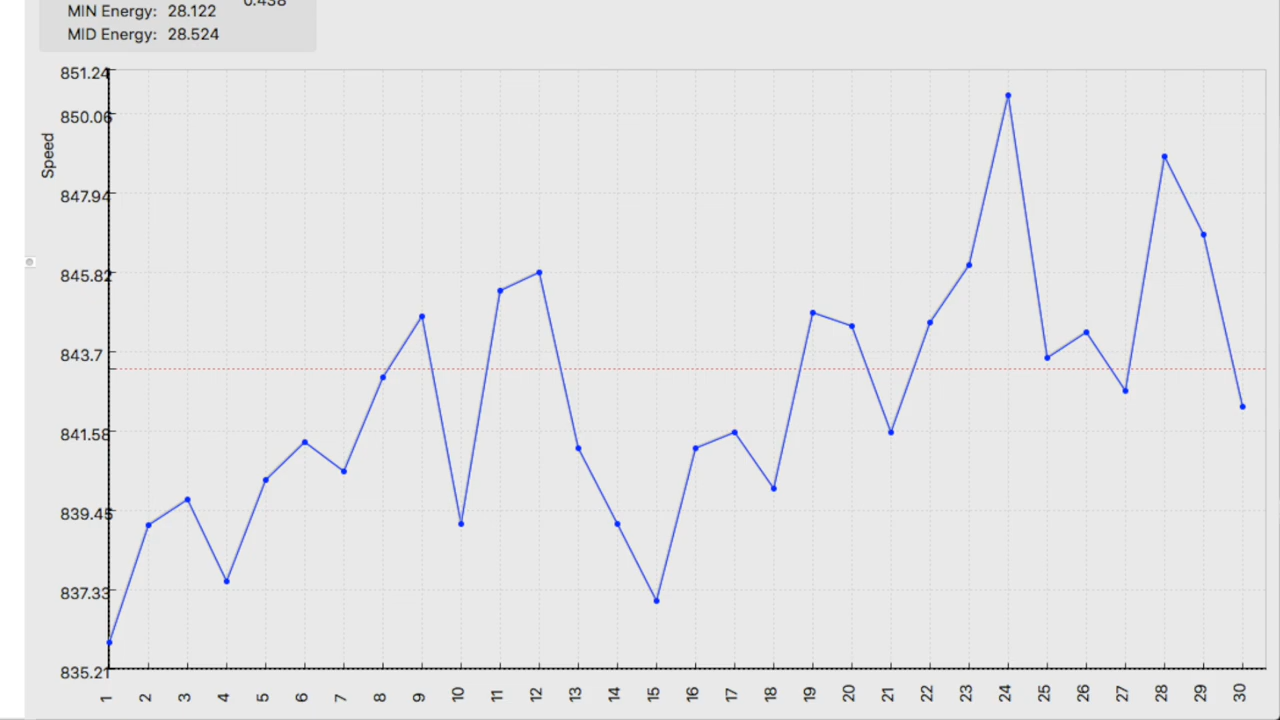 0.438
MIN Energy: 28.122
MID Energy: 28.524
851.24
850.06
Speed
847.94
845.82
843.7
841.58
839.45
837.33
835.21
1 2 3 4 5 6 7 8 9 10 11 12 13 14 15 16 17 18 19 20 21 22 23 24 25 26 27 28 29 30